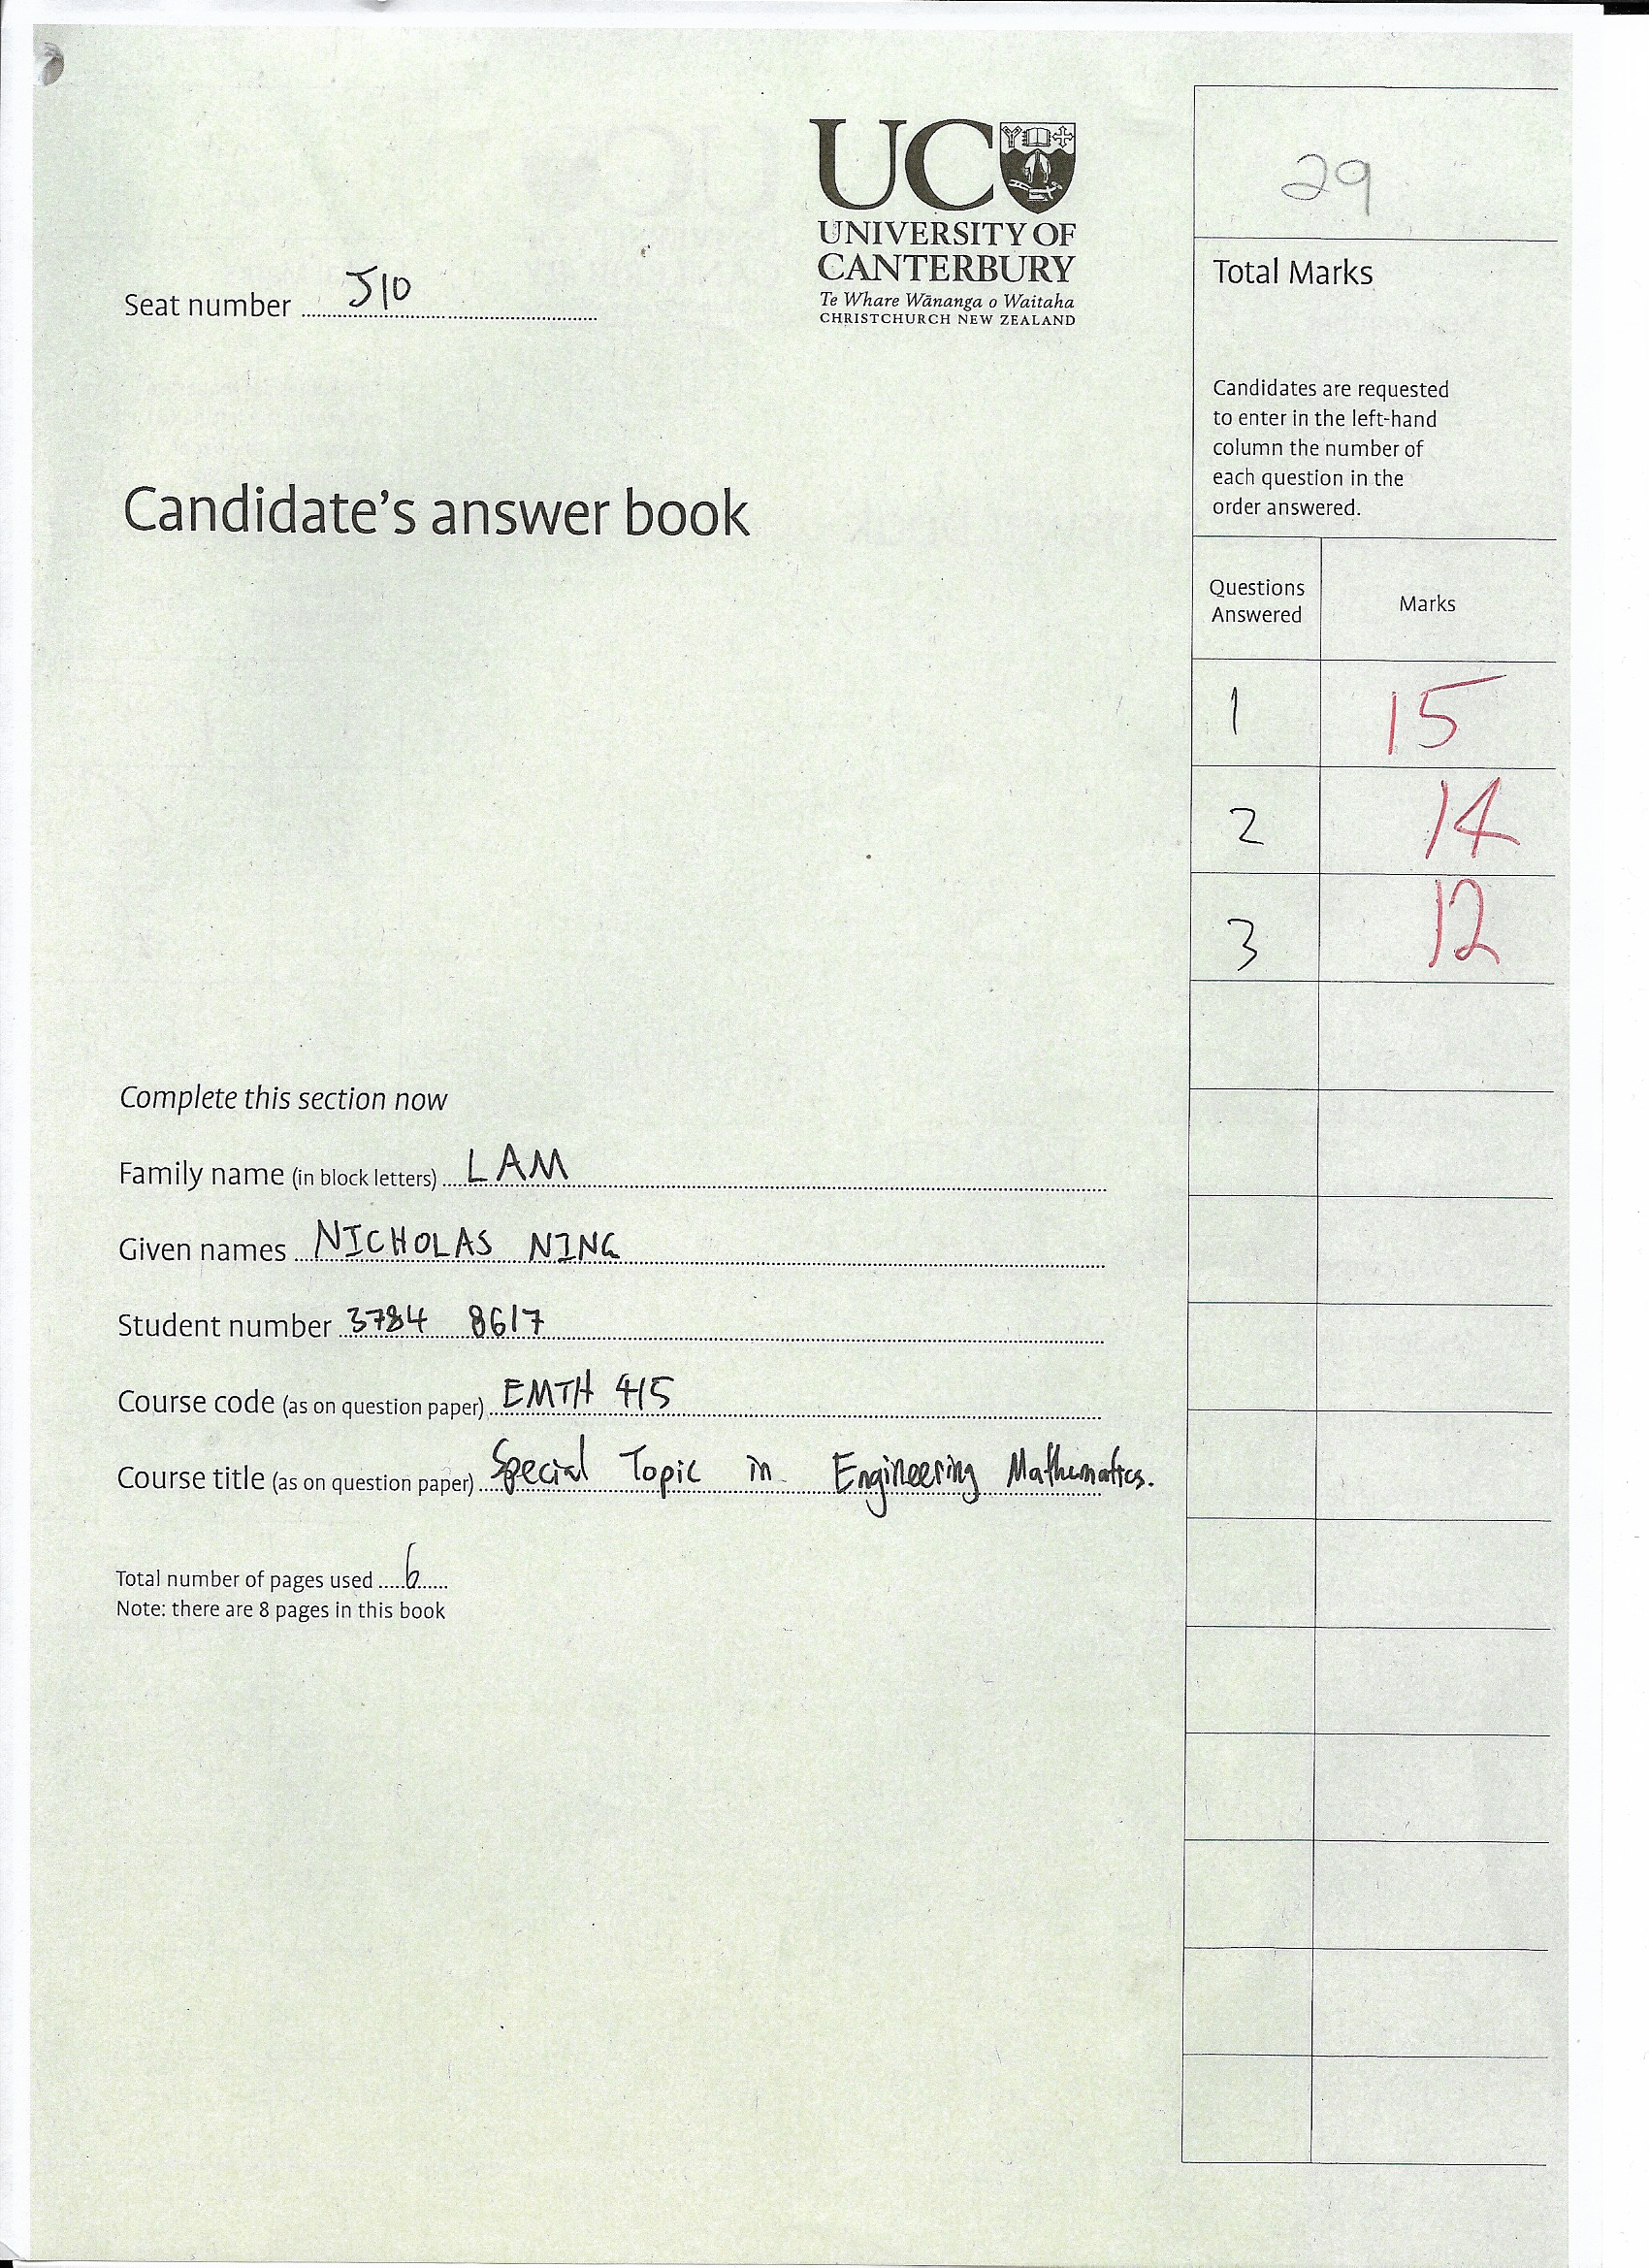 UC
UNIVERSITY OF
CANTERBURY
Te Whare Wānanga o Waitaha
CHRISTCHURCH NEW ZEALAND
Seat number J10
Candidate's answer book
29
Total Marks
Candidates are requested
to enter in the left-hand
column the number of
each question in the
order answered.
Questions
Answered
Marks
1 15
2 14
3 12
Complete this section now
Family name (in block letters) LAM
Given names NICHOLAS NING
Student number 3784 8617
Course code (as on question paper) EMTH 415
Course title (as on question paper) Special Topic in Engineering Mathematics.
Total number of pages used 6
Note: there are 8 pages in this book